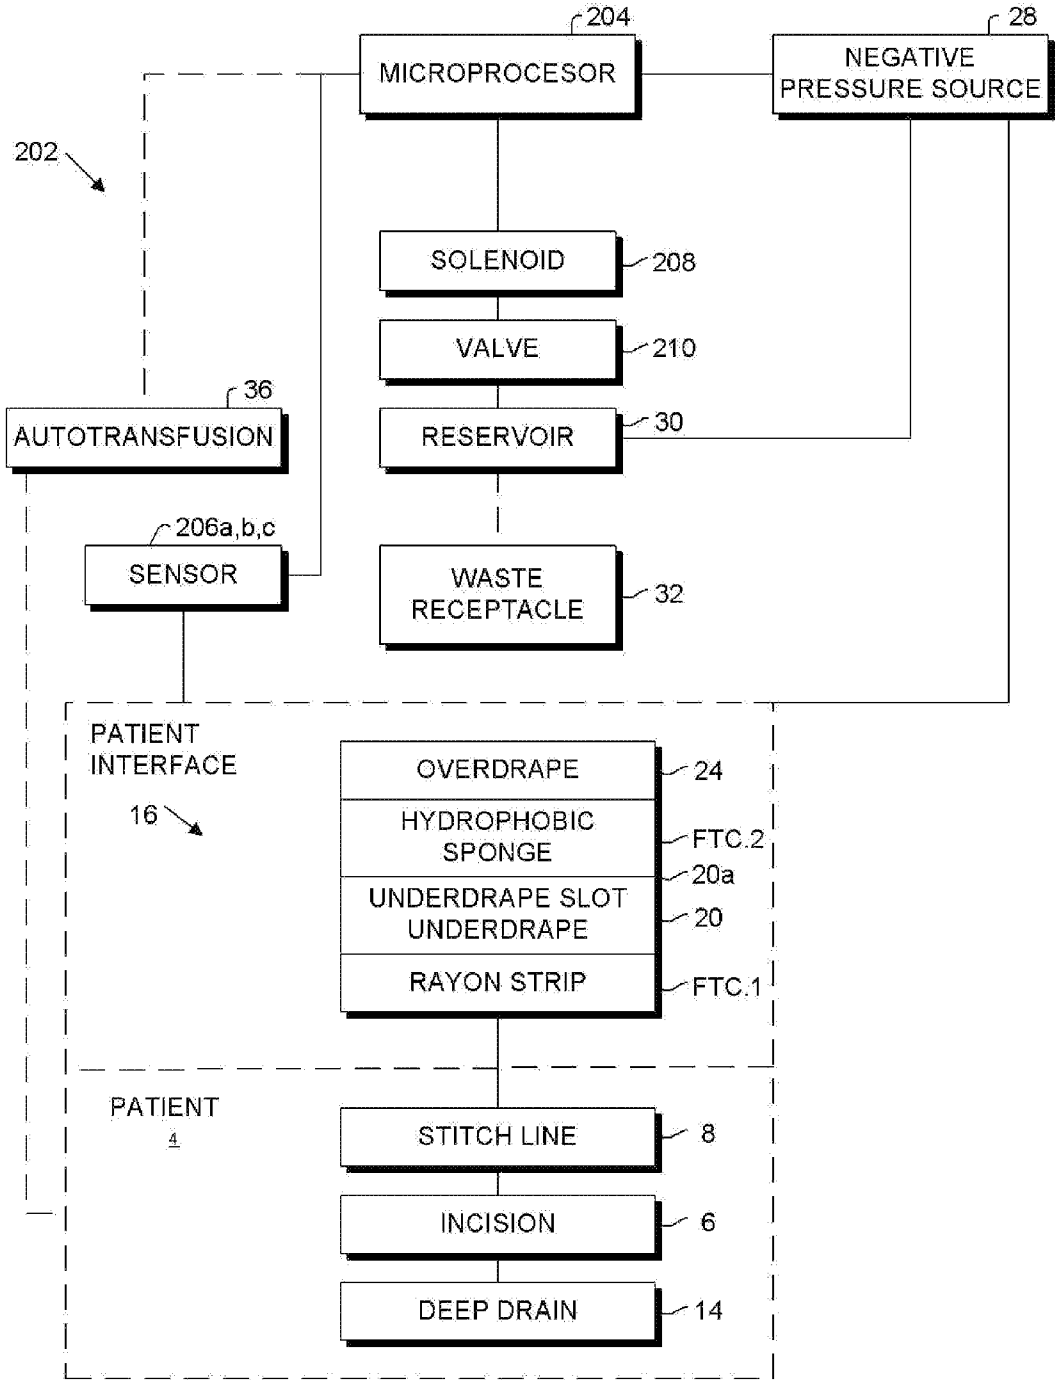 204
28
MICROPROCESOR
NEGATIVE
PRESSURE SOURCE
202
SOLENOID
208
VALVE
210
36
AUTOTRANSFUSION
RESERVOIR
30
206a,b,c
SENSOR
WASTE
RECEPTACLE
32
PATIENT
INTERFACE
16
OVERDRAPE
24
HYDROPHOBIC
SPONGE
FTC.2
20a
UNDERDRAPE SLOT
UNDERDRAPE
20
RAYON STRIP
FTC.1
PATIENT
4
STITCH LINE
8
INCISION
6
DEEP DRAIN
14